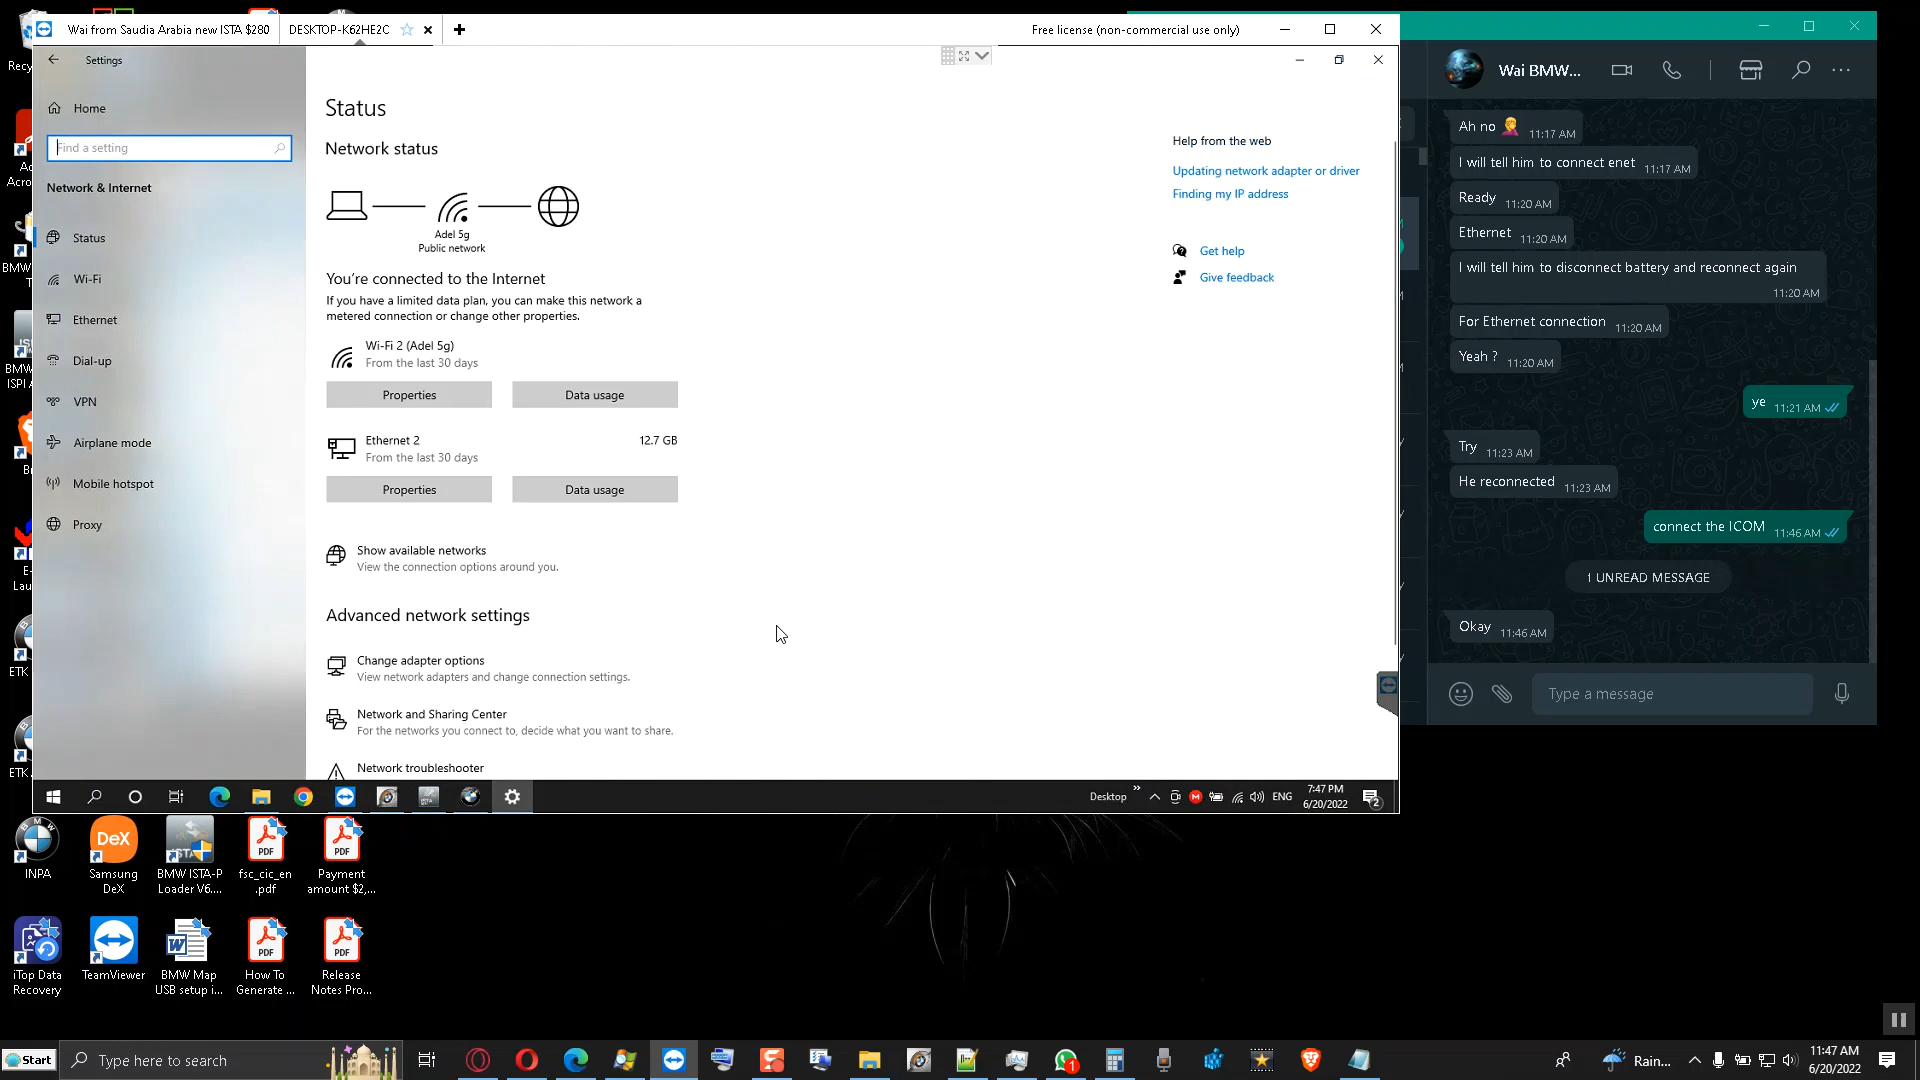 Wai from Saudia Arabia new ISTA $280
DESKTOP-K62HE2C
Free license (non-commercial use only)
Settings
Home
Find a setting
Network & Internet
Status
Wi-Fi
Ethernet
Dial-up
VPN
Airplane mode
Mobile hotspot
Proxy
Status
Network status
Adel 5g
Public network
You're connected to the Internet
If you have a limited data plan, you can make this network a
metered connection or change other properties.
Wi-Fi 2 (Adel 5g)
From the last 30 days
Properties
Data usage
Ethernet 2
12.7 GB
From the last 30 days
Properties
Data usage
Show available networks
View the connection options around you.
Advanced network settings
Change adapter options
View network adapters and change connection settings.
Network and Sharing Center
For the networks you connect to, decide what you want to share.
Network troubleshooter
Help from the web
Updating network adapter or driver
Finding my IP address
Get help
Give feedback
Desktop
ENG
7:47 PM
6/20/2022
2
Wai BMW...
Ah no 🤦 11:17 AM
I will tell him to connect enet 11:17 AM
Ready 11:20 AM
Ethernet 11:20 AM
I will tell him to disconnect battery and reconnect again
11:20 AM
For Ethernet connection 11:20 AM
Yeah ? 11:20 AM
ye 11:21 AM
Try 11:23 AM
He reconnected 11:23 AM
connect the ICOM 11:46 AM
1 UNREAD MESSAGE
Okay 11:46 AM
Type a message
INPA
DeX
Samsung
DeX
BMW ISTA-P
Loader V6....
PDF
fsc_cic_en
.pdf
PDF
Payment
amount $2,...
iTop Data
Recovery
TeamViewer
BMW Map
USB setup i...
PDF
How To
Generate ...
PDF
Release
Notes Pro...
Start
Type here to search
1
Rain...
11:47 AM
6/20/2022